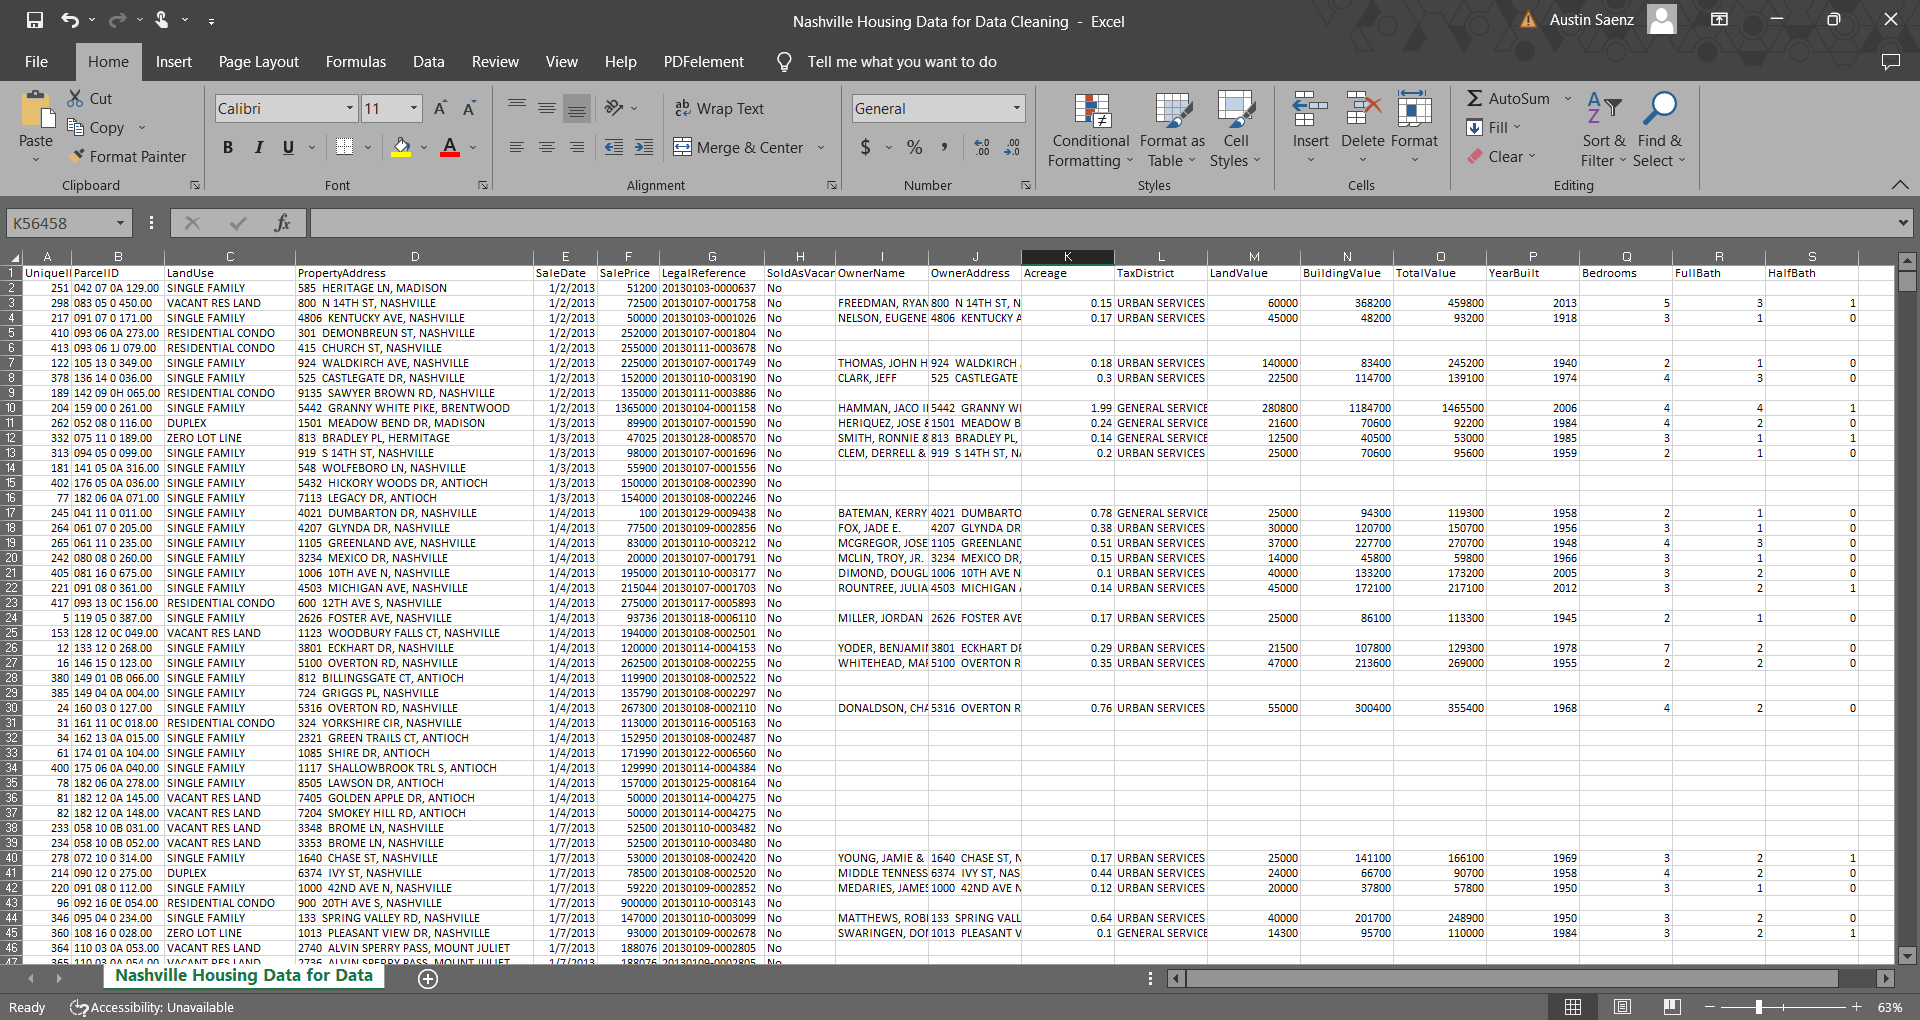 Nashville Housing Data for Data Cleaning - Excel
Austin Saenz
File Home Insert Page Layout Formulas Data Review View Help PDFelement Tell me what you want to do
Paste
Cut
Copy
Format Painter
Clipboard
Calibri 11
B I U
Font
Wrap Text
Merge & Center
Alignment
General
$ % ,
Number
Conditional Formatting
Format as Table
Cell Styles
Styles
Insert Delete Format
Cells
AutoSum
Fill
Clear
Sort & Filter
Find & Select
Editing
K56458 fx
A B C D E F G H I J K L M N O P Q R S
1 UniqueI ParcelID LandUse PropertyAddress SaleDate SalePrice LegalReference SoldAsVacan OwnerName OwnerAddress Acreage TaxDistrict LandValue BuildingValue TotalValue YearBuilt Bedrooms FullBath HalfBath
2 251 042 07 0A 129.00 SINGLE FAMILY 585 HERITAGE LN, MADISON 1/2/2013 51200 20130103-0000637 No
3 298 083 05 0 450.00 VACANT RES LAND 800 N 14TH ST, NASHVILLE 1/2/2013 72500 20130107-0001758 No FREEDMAN, RYAN 800 N 14TH ST, N 0.15 URBAN SERVICES 60000 368200 459800 2013 5 3 1
4 217 091 07 0 171.00 SINGLE FAMILY 4806 KENTUCKY AVE, NASHVILLE 1/2/2013 50000 20130103-0001026 No NELSON, EUGENE 4806 KENTUCKY A 0.17 URBAN SERVICES 45000 48200 93200 1918 3 1 0
5 410 093 06 0A 273.00 RESIDENTIAL CONDO 301 DEMONBREUN ST, NASHVILLE 1/2/2013 252000 20130107-0001804 No
6 413 093 06 1J 079.00 RESIDENTIAL CONDO 415 CHURCH ST, NASHVILLE 1/2/2013 255000 20130111-0003678 No
7 122 105 13 0 349.00 SINGLE FAMILY 924 WALDKIRCH AVE, NASHVILLE 1/2/2013 225000 20130107-0001749 No THOMAS, JOHN H 924 WALDKIRCH 0.18 URBAN SERVICES 140000 83400 245200 1940 2 1 0
8 378 136 14 0 036.00 SINGLE FAMILY 525 CASTLEGATE DR, NASHVILLE 1/2/2013 152000 20130110-0003190 No CLARK, JEFF 525 CASTLEGATE 0.3 URBAN SERVICES 22500 114700 139100 1974 4 3 0
9 189 142 09 0H 065.00 RESIDENTIAL CONDO 9135 SAWYER BROWN RD, NASHVILLE 1/2/2013 135000 20130111-0003886 No
10 204 159 00 0 261.00 SINGLE FAMILY 5442 GRANNY WHITE PIKE, BRENTWOOD 1/2/2013 1365000 20130104-0001158 No HAMMAN, JACO I 5442 GRANNY WI 1.99 GENERAL SERVICE 280800 1184700 1465500 2006 4 4 1
11 262 052 08 0 116.00 DUPLEX 1501 MEADOW BEND DR, MADISON 1/3/2013 89900 20130107-0001590 No HERIQUEZ, JOSE & 1501 MEADOW B 0.24 GENERAL SERVICE 21600 70600 92200 1984 4 2 0
12 332 075 11 0 189.00 ZERO LOT LINE 813 BRADLEY PL, HERMITAGE 1/3/2013 47025 20130128-0008570 No SMITH, RONNIE & 813 BRADLEY PL, 0.14 GENERAL SERVICE 12500 40500 53000 1985 3 1 1
13 313 094 05 0 099.00 SINGLE FAMILY 919 S 14TH ST, NASHVILLE 1/3/2013 98000 20130107-0001696 No CLEM, DERRELL & 919 S 14TH ST, N 0.2 URBAN SERVICES 25000 70600 95600 1959 2 1 0
14 181 141 05 0A 316.00 SINGLE FAMILY 548 WOLFEBORO LN, NASHVILLE 1/3/2013 55900 20130107-0001556 No
15 402 176 05 0A 036.00 SINGLE FAMILY 5432 HICKORY WOODS DR, ANTIOCH 1/3/2013 150000 20130108-0002390 No
16 77 182 06 0A 071.00 SINGLE FAMILY 7113 LEGACY DR, ANTIOCH 1/3/2013 154000 20130108-0002246 No
17 245 041 11 0 011.00 SINGLE FAMILY 4021 DUMBARTON DR, NASHVILLE 1/4/2013 100 20130129-0009438 No BATEMAN, KERRY 4021 DUMBARTO 0.78 GENERAL SERVICE 25000 94300 119300 1958 2 1 0
18 264 061 07 0 205.00 SINGLE FAMILY 4207 GLYNDA DR, NASHVILLE 1/4/2013 77500 20130109-0002856 No FOX, JADE E. 4207 GLYNDA DR 0.38 URBAN SERVICES 30000 120700 150700 1956 3 1 0
19 265 061 11 0 235.00 SINGLE FAMILY 1105 GREENLAND AVE, NASHVILLE 1/4/2013 83000 20130110-0003212 No MCGREGOR, JOSE 1105 GREENLAND 0.51 URBAN SERVICES 37000 227700 270700 1948 4 3 0
20 242 080 08 0 260.00 SINGLE FAMILY 3234 MEXICO DR, NASHVILLE 1/4/2013 20000 20130107-0001791 No MCLIN, TROY, JR. 3234 MEXICO DR, 0.15 URBAN SERVICES 14000 45800 59800 1966 3 1 0
21 405 081 16 0 675.00 SINGLE FAMILY 1006 10TH AVE N, NASHVILLE 1/4/2013 195000 20130110-0003177 No DIMOND, DOUGL 1006 10TH AVE N 0.1 URBAN SERVICES 40000 133200 173200 2005 3 2 0
22 221 091 08 0 361.00 SINGLE FAMILY 4503 MICHIGAN AVE, NASHVILLE 1/4/2013 215044 20130107-0001703 No ROUNTREE, JULIA 4503 MICHIGAN 0.14 URBAN SERVICES 45000 172100 217100 2012 3 2 1
23 417 093 13 0C 156.00 RESIDENTIAL CONDO 600 12TH AVE S, NASHVILLE 1/4/2013 275000 20130117-0005893 No
24 5 119 05 0 387.00 SINGLE FAMILY 2626 FOSTER AVE, NASHVILLE 1/4/2013 93736 20130118-0006110 No MILLER, JORDAN 2626 FOSTER AVE 0.17 URBAN SERVICES 25000 86100 113300 1945 2 1 0
25 153 128 12 0C 049.00 VACANT RES LAND 1123 WOODBURY FALLS CT, NASHVILLE 1/4/2013 194000 20130108-0002501 No
26 12 133 12 0 268.00 SINGLE FAMILY 3801 ECKHART DR, NASHVILLE 1/4/2013 120000 20130114-0004153 No YODER, BENJAMI 3801 ECKHART D 0.29 URBAN SERVICES 21500 107800 129300 1978 7 2 0
27 16 146 15 0 123.00 SINGLE FAMILY 5100 OVERTON RD, NASHVILLE 1/4/2013 262500 20130108-0002255 No WHITEHEAD, MA 5100 OVERTON R 0.35 URBAN SERVICES 47000 213600 269000 1955 2 2 0
28 380 149 01 0B 066.00 SINGLE FAMILY 812 BILLINGSGATE CT, ANTIOCH 1/4/2013 119900 20130108-0002522 No
29 385 149 04 0A 004.00 SINGLE FAMILY 724 GRIGGS PL, NASHVILLE 1/4/2013 135790 20130108-0002297 No
30 24 160 03 0 127.00 SINGLE FAMILY 5316 OVERTON RD, NASHVILLE 1/4/2013 267300 20130108-0002110 No DONALDSON, CHA 5316 OVERTON R 0.76 URBAN SERVICES 55000 300400 355400 1968 4 2 0
31 31 161 11 0C 018.00 RESIDENTIAL CONDO 324 YORKSHIRE CIR, NASHVILLE 1/4/2013 113000 20130116-0005163 No
32 34 162 13 0A 015.00 SINGLE FAMILY 2321 GREEN TRAILS CT, ANTIOCH 1/4/2013 152950 20130108-0002487 No
33 61 174 01 0A 104.00 SINGLE FAMILY 1085 SHIRE DR, ANTIOCH 1/4/2013 171990 20130122-0006560 No
34 400 175 06 0A 040.00 SINGLE FAMILY 1117 SHALLOWBROOK TRL S, ANTIOCH 1/4/2013 129990 20130114-0004384 No
35 78 182 06 0A 278.00 SINGLE FAMILY 8505 LAWSON DR, ANTIOCH 1/4/2013 157000 20130125-0008164 No
36 81 182 12 0A 145.00 VACANT RES LAND 7405 GOLDEN APPLE DR, ANTIOCH 1/4/2013 50000 20130114-0004275 No
37 82 182 12 0A 148.00 VACANT RES LAND 7204 SMOKEY HILL RD, ANTIOCH 1/4/2013 50000 20130114-0004275 No
38 233 058 10 0B 031.00 VACANT RES LAND 3348 BROME LN, NASHVILLE 1/7/2013 52500 20130110-0003482 No
39 234 058 10 0B 052.00 VACANT RES LAND 3353 BROME LN, NASHVILLE 1/7/2013 52500 20130110-0003480 No
40 278 072 10 0 314.00 SINGLE FAMILY 1640 CHASE ST, NASHVILLE 1/7/2013 53000 20130108-0002420 No YOUNG, JAMIE & 1640 CHASE ST, N 0.17 URBAN SERVICES 25000 141100 166100 1969 3 2 1
41 214 090 12 0 275.00 DUPLEX 6374 IVY ST, NASHVILLE 1/7/2013 78500 20130108-0002520 No MIDDLE TENNESS 6374 IVY ST, NAS 0.44 URBAN SERVICES 24000 66700 90700 1958 4 2 0
42 220 091 08 0 112.00 SINGLE FAMILY 1000 42ND AVE N, NASHVILLE 1/7/2013 59220 20130109-0002852 No MEDARIES, JAMES 1000 42ND AVE N 0.12 URBAN SERVICES 20000 37800 57800 1950 3 1 0
43 96 092 16 0E 054.00 RESIDENTIAL CONDO 900 20TH AVE S, NASHVILLE 1/7/2013 900000 20130110-0003143 No
44 346 095 04 0 234.00 SINGLE FAMILY 133 SPRING VALLEY RD, NASHVILLE 1/7/2013 147000 20130110-0003099 No MATTHEWS, ROBI 133 SPRING VALL 0.64 URBAN SERVICES 40000 201700 248900 1950 3 2 0
45 360 108 16 0 028.00 ZERO LOT LINE 1013 PLEASANT VIEW DR, NASHVILLE 1/7/2013 93000 20130109-0002678 No SWARINGEN, DO 1013 PLEASANT V 0.1 GENERAL SERVICE 14300 95700 110000 1984 3 2 1
46 364 110 03 0A 053.00 VACANT RES LAND 2740 ALVIN SPERRY PASS, MOUNT JULIET 1/7/2013 188076 20130109-0002805 No
47 365 110 03 0A 054.00 VACANT RES LAND 2736 ALVIN SPERRY PASS, MOUNT JULIET 1/7/2013 188076 20130109-0002805 No
Nashville Housing Data for Data
Ready Accessibility: Unavailable 63%